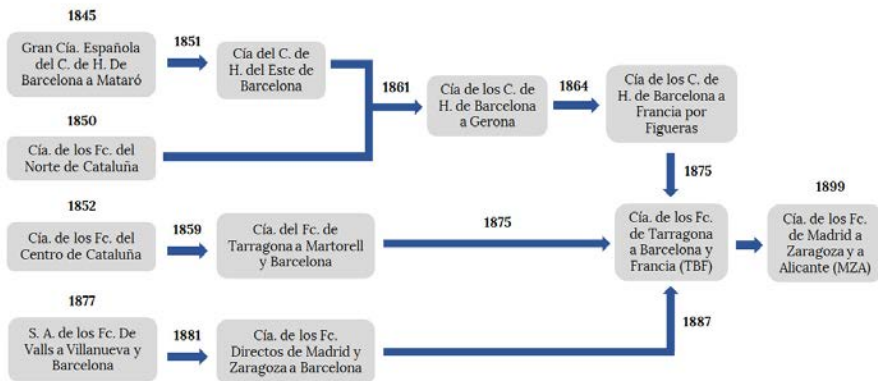 1845
Gran Cía. Española
del C. de H. De
Barcelona a Mataró
1851
Cía del C. de
H. del Este de
Barcelona
1850
Cía. de los Fc. del
Norte de Cataluña
1861
Cía de los C. de
H. de Barcelona
a Gerona
1864
Cía de los C. de
H. de Barcelona a
Francia por
Figueras
1875
1852
Cía. de los Fc. del
Centro de Cataluña
1859
Cía. del Fc. de
Tarragona a Martorell
y Barcelona
1875
Cía. de los Fc.
de Tarragona
a Barcelona y
Francia (TBF)
1899
Cía. de los Fc.
de Madrid a
Zaragoza y a
Alicante (MZA)
1877
S. A. de los Fc. De
Valls a Villanueva y
Barcelona
1881
Cía. de los Fc.
Directos de Madrid y
Zaragoza a Barcelona
1887